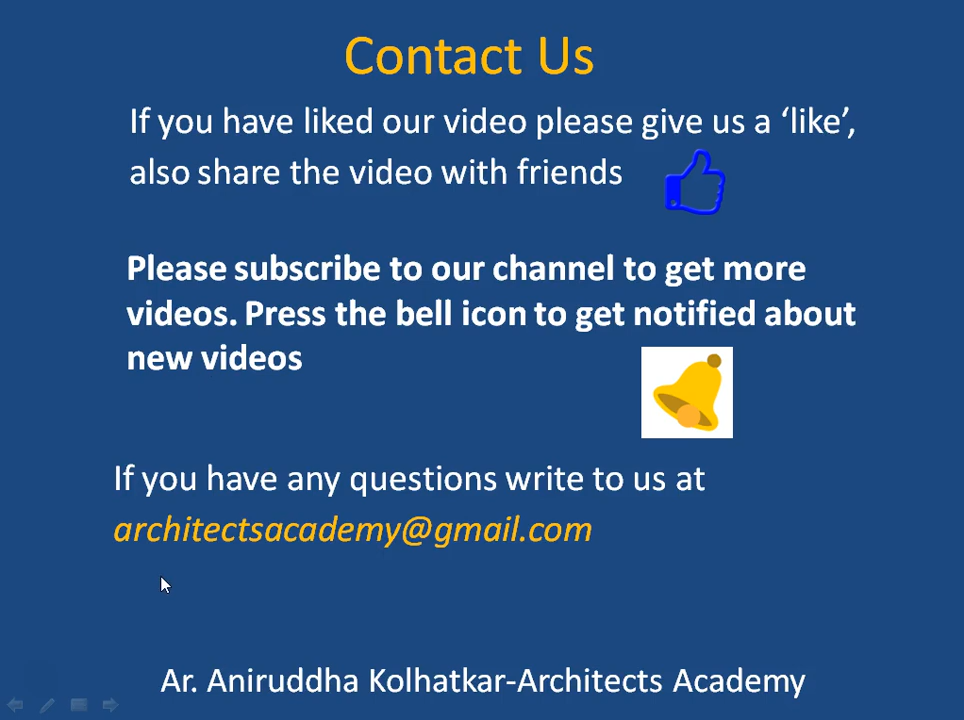 Contact Us
If you have liked our video please give us a ‘like’,
also share the video with friends
Please subscribe to our channel to get more
videos. Press the bell icon to get notified about
new videos
If you have any questions write to us at
architectsacademy@gmail.com
Ar. Aniruddha Kolhatkar-Architects Academy